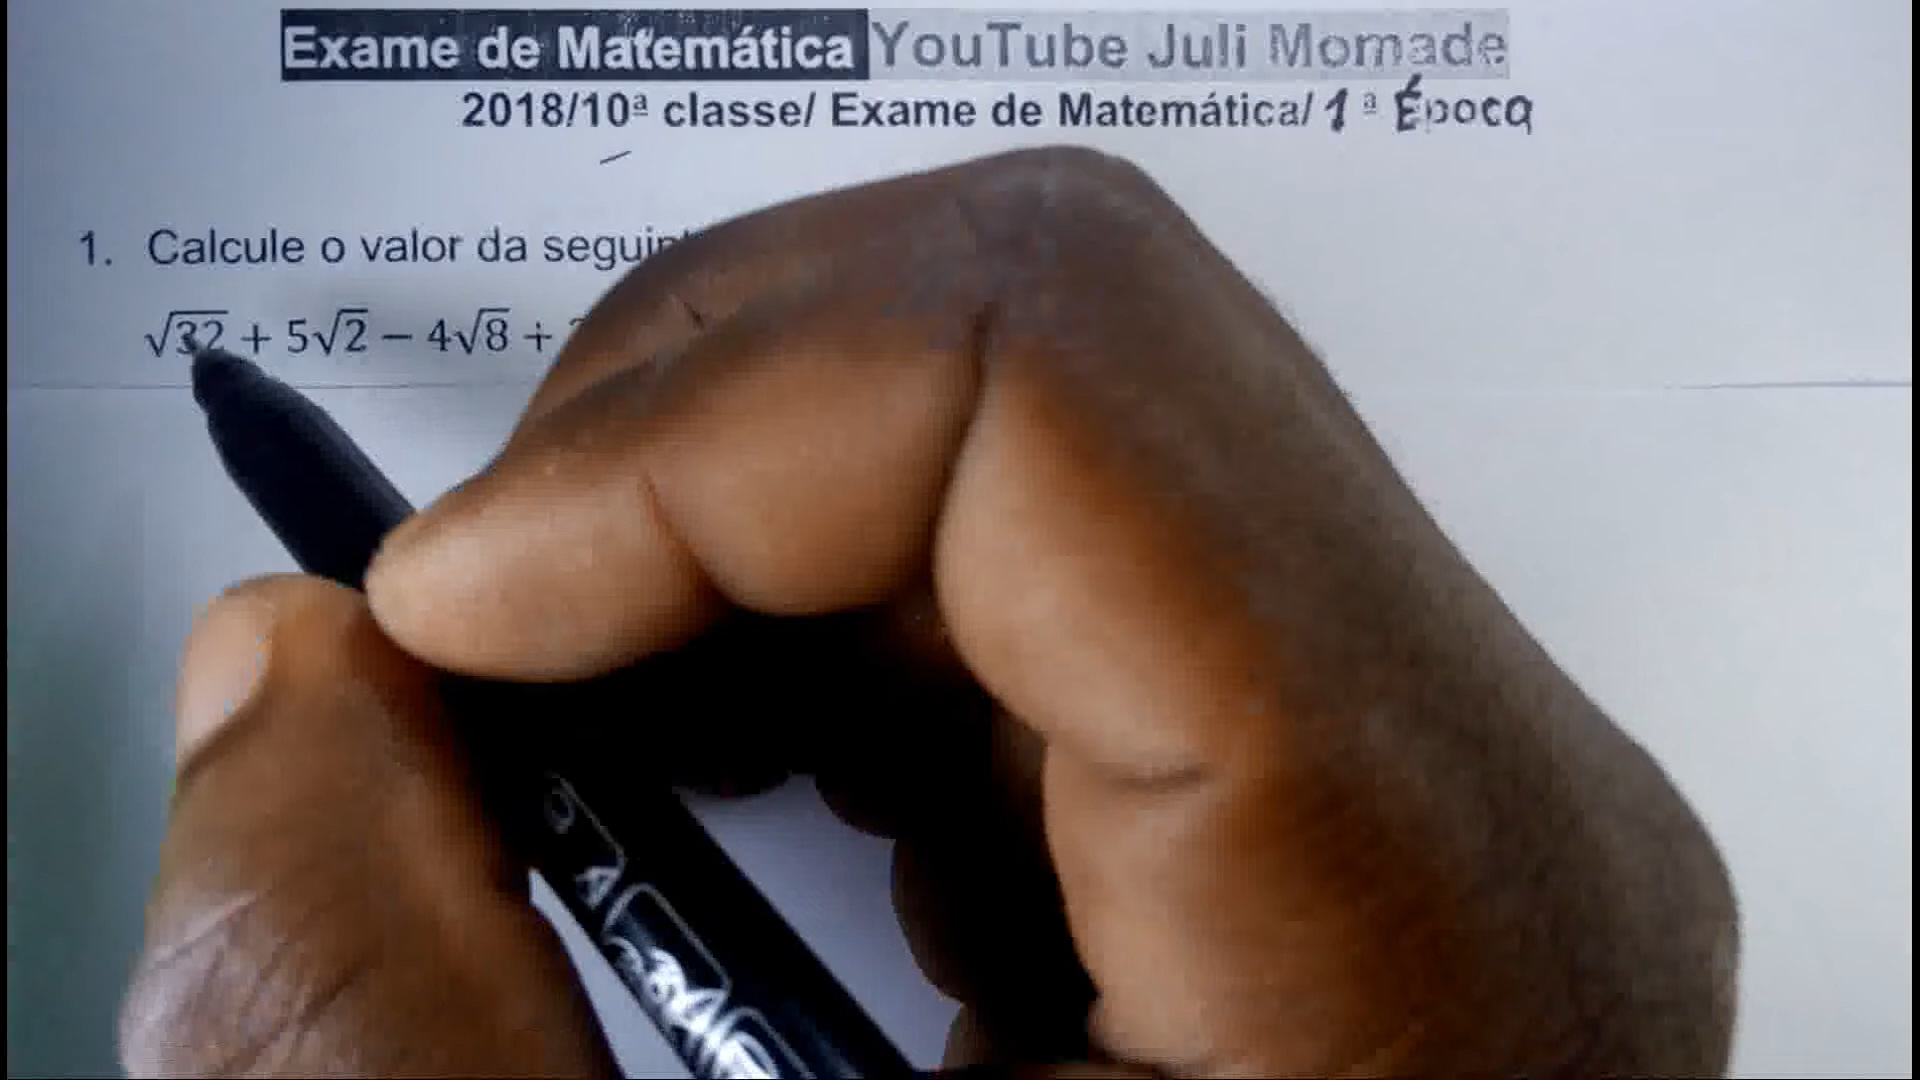 Exame de Matemática YouTube Juli Momade
2018/10ª classe/ Exame de Matemática/ 1ª Época
1. Calcule o valor da
√32 + 5√2 − 4√8 +